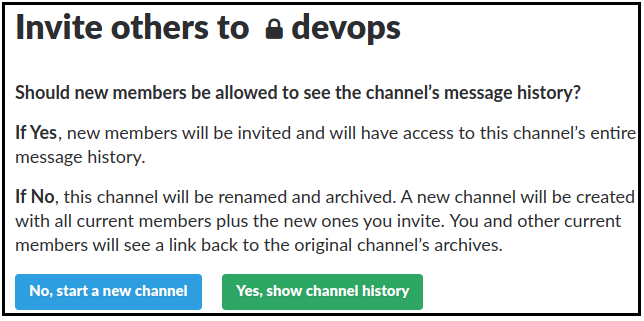 Invite others to devops
Should new members be allowed to see the channel's message history?
If Yes, new members will be invited and will have access to this channel's entire
message history.
If No, this channel will be renamed and archived. A new channel will be created
with all current members plus the new ones you invite. You and other current
members will see a link back to the original channel's archives.
No, start a new channel Yes, show channel history